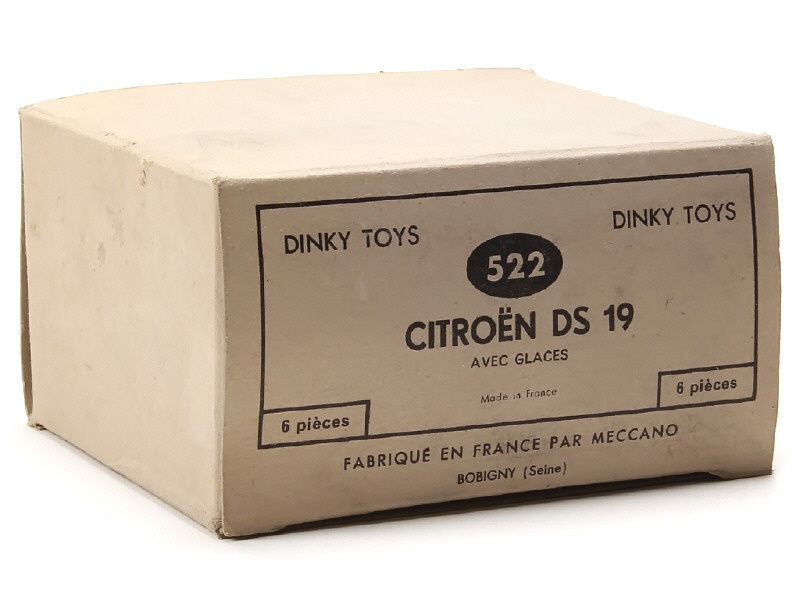 DINKY TOYS DINKY TOYS
522
CITROËN DS 19
AVEC GLACES
Made in France
6 pièces 6 pièces
FABRIQUÉ EN FRANCE PAR MECCANO
BOBIGNY (Seine)